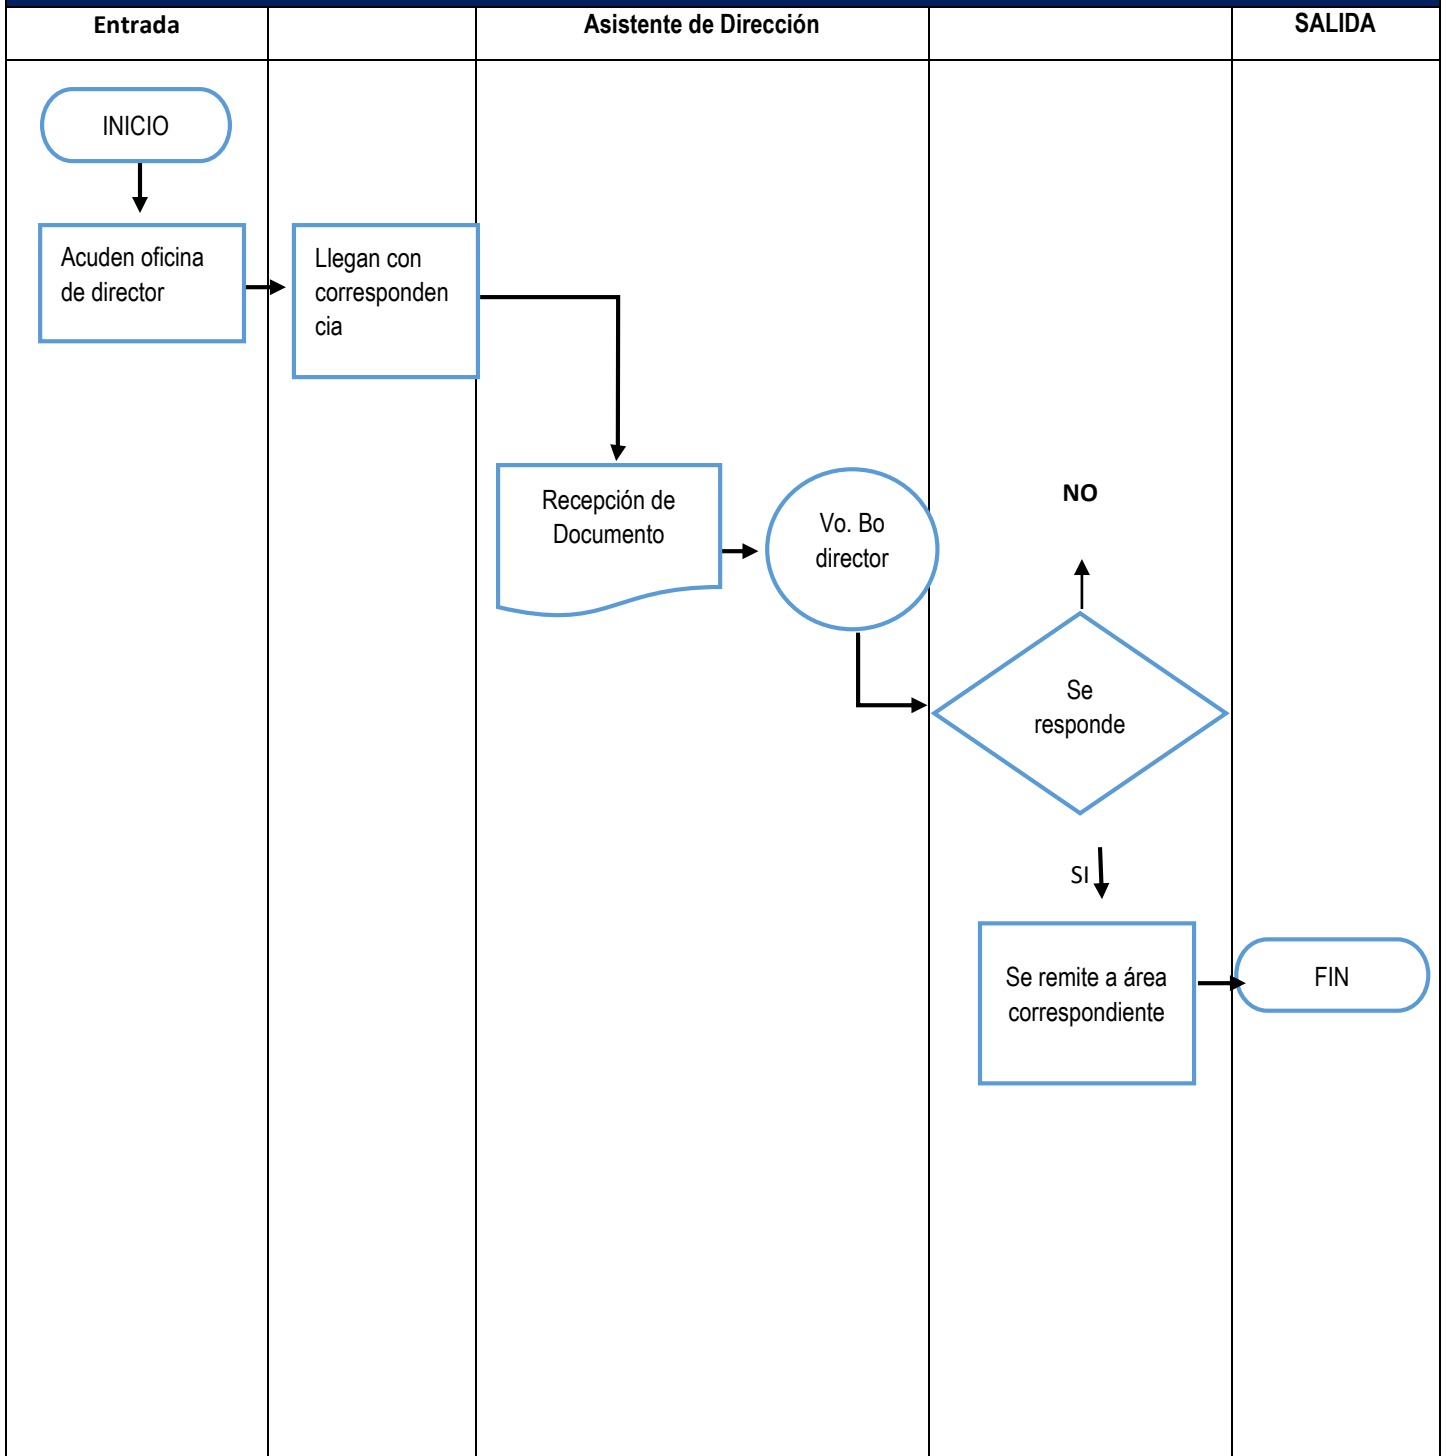 Entrada
Asistente de Dirección
SALIDA
INICIO
Acuden oficina
de director
Llegan con
corresponden
cia
Recepción de
Documento
Vo. Bo
director
NO
Se
responde
SI
Se remite a área
correspondiente
FIN